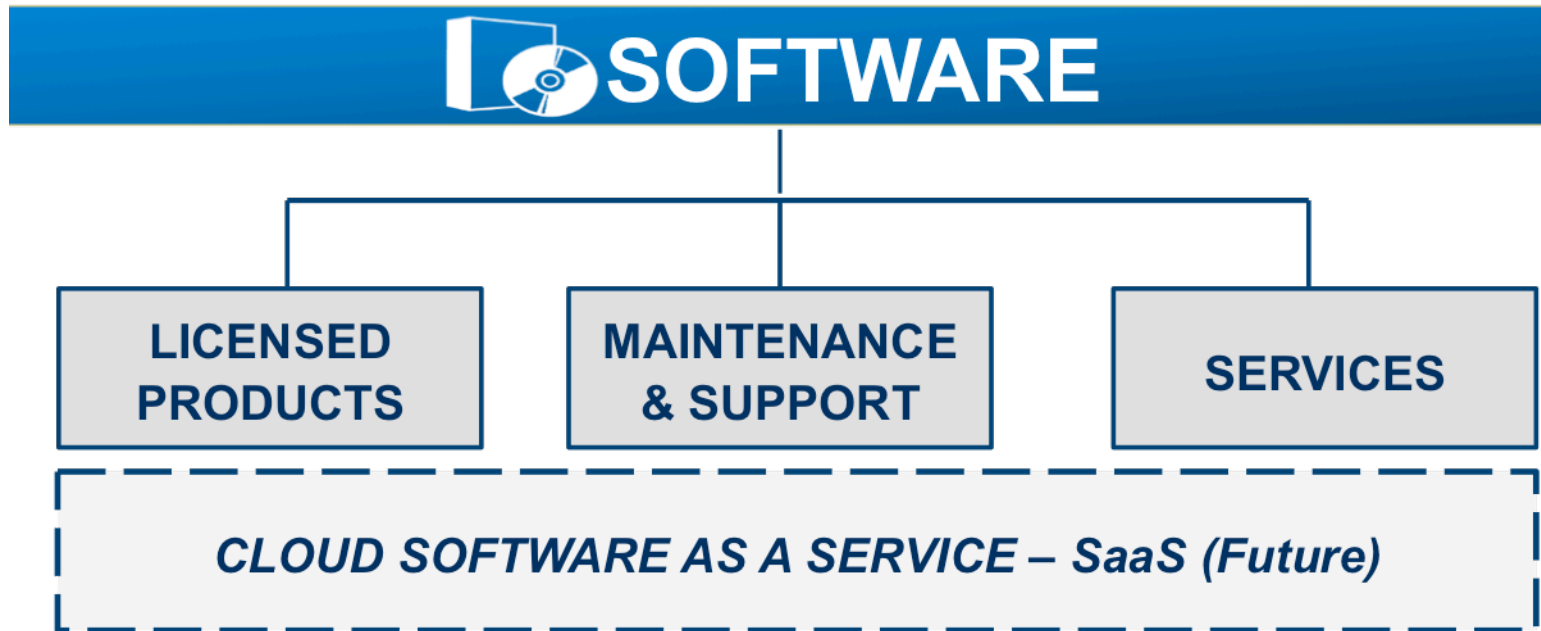 SOFTWARE
LICENSED
PRODUCTS
MAINTENANCE
& SUPPORT
SERVICES
CLOUD SOFTWARE AS A SERVICE – SaaS (Future)